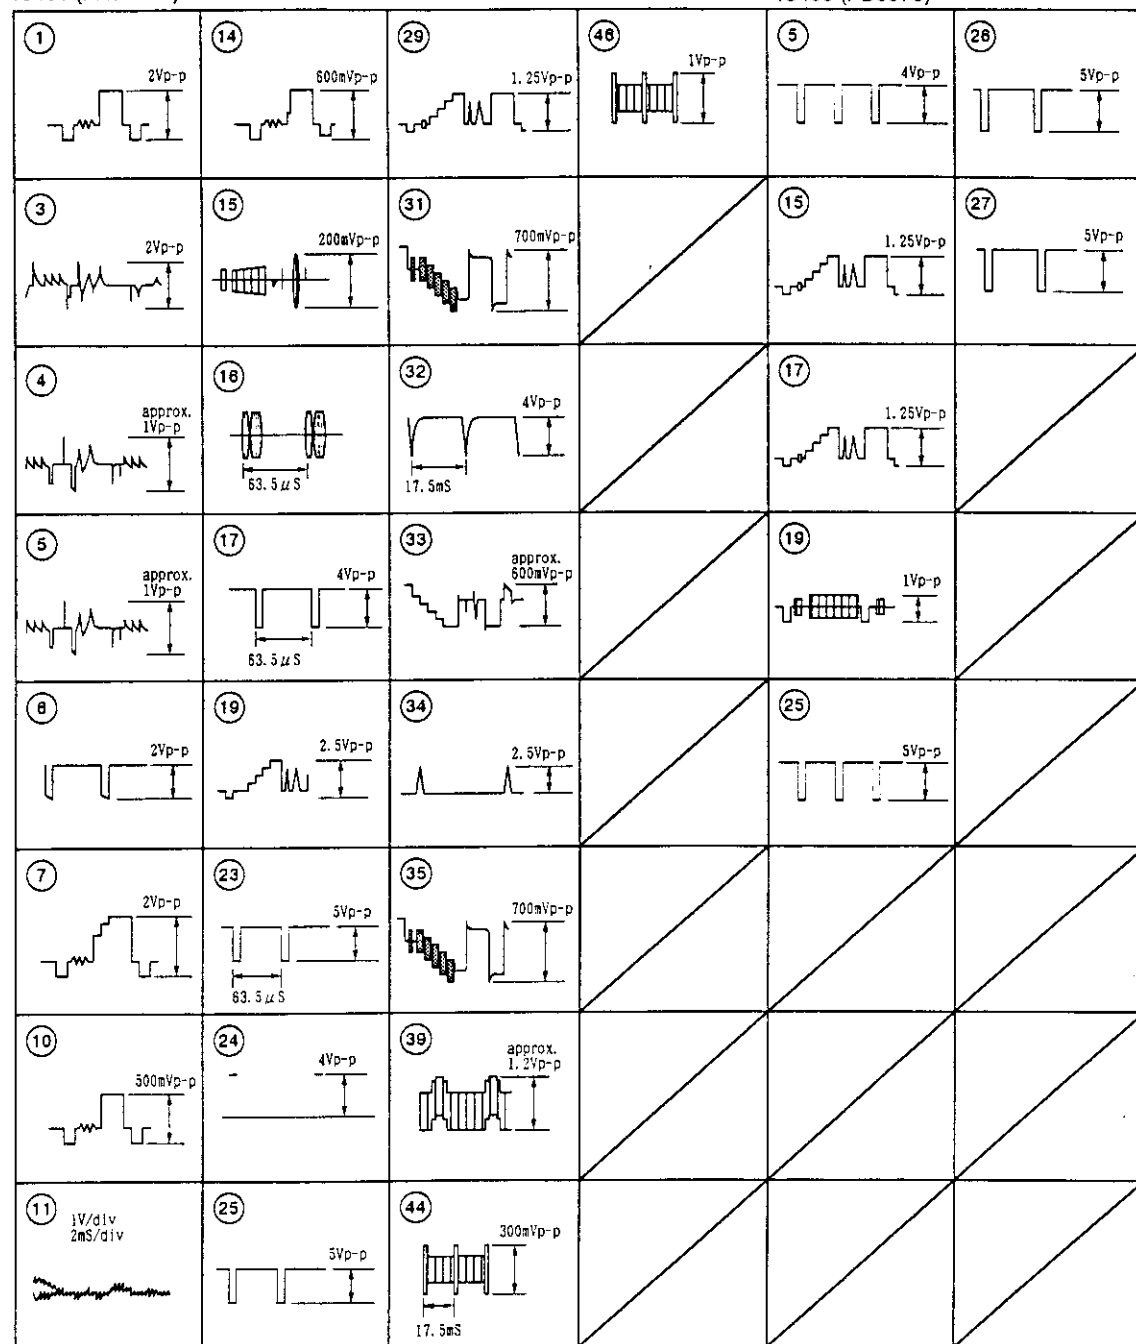 1
2Vp-p
14
600mVp-p
29
1.25Vp-p
46
1Vp-p
5
4Vp-p
26
5Vp-p
3
2Vp-p
15
200mVp-p
31
700mVp-p
15
1.25Vp-p
27
5Vp-p
4
approx.
1Vp-p
16
63.5μS
32
4Vp-p
17.5mS
17
1.25Vp-p
5
approx.
1Vp-p
17
4Vp-p
63.5μS
33
approx.
600mVp-p
19
1Vp-p
6
2Vp-p
19
2.5Vp-p
34
2.5Vp-p
25
5Vp-p
7
2Vp-p
23
5Vp-p
63.5μS
35
700mVp-p
10
500mVp-p
24
4Vp-p
39
approx.
1.2Vp-p
11
1V/div
2mS/div
25
5Vp-p
44
300mVp-p
17.5mS